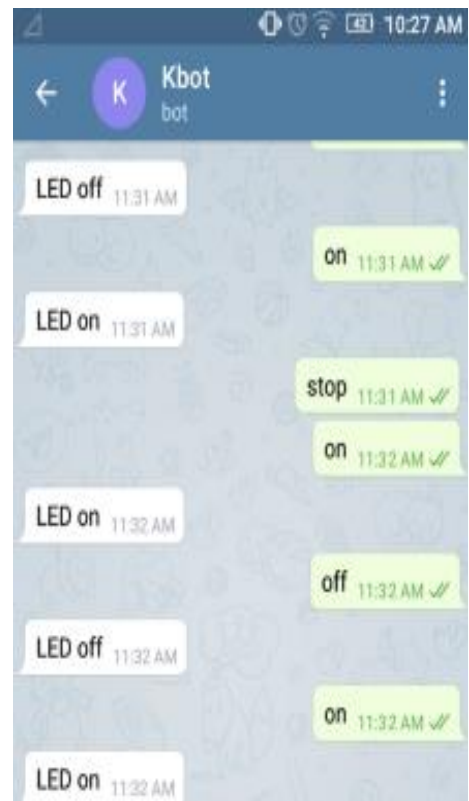 43 10:27 AM
K
Kbot
bot
LED off 11:31 AM
on 11:31 AM
LED on 11:31 AM
stop 11:31 AM
on 11:32 AM
LED on 11:32 AM
off 11:32 AM
LED off 11:32 AM
on 11:32 AM
LED on 11:32 AM